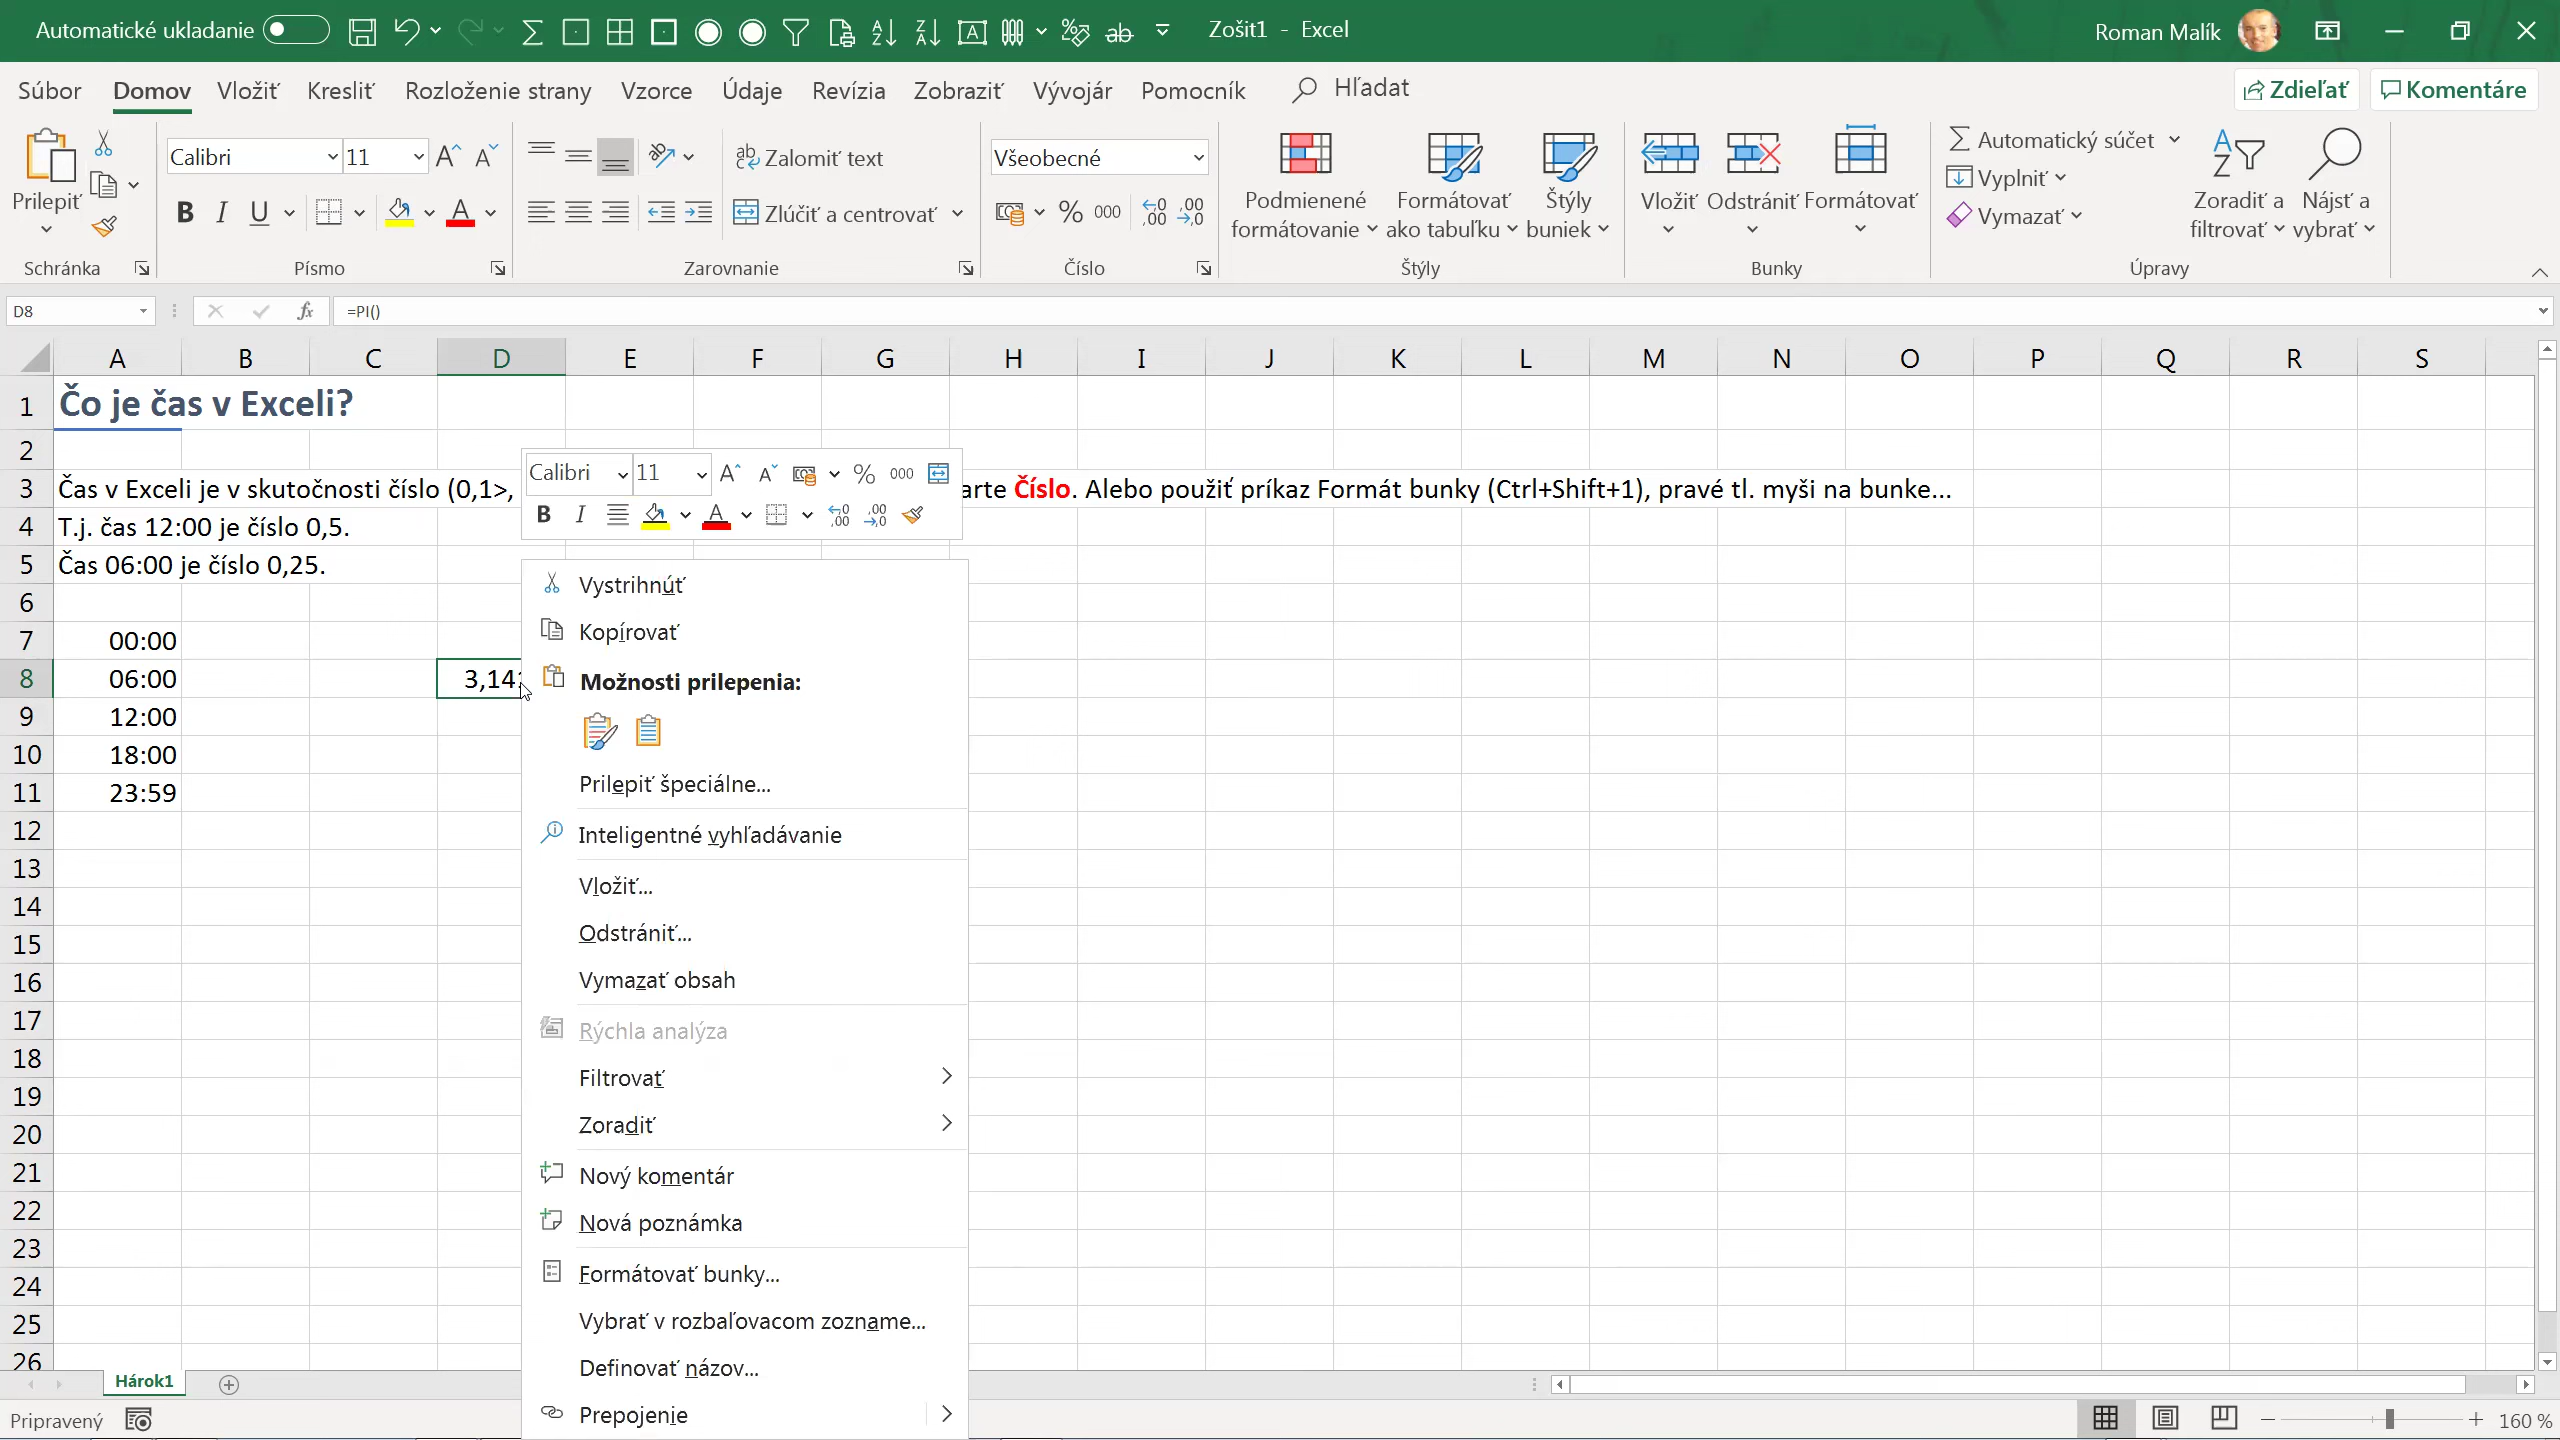 Automatické ukladanie
Zošit1 - Excel
Roman Malík
Súbor Domov Vložiť Kresliť Rozloženie strany Vzorce Údaje Revízia Zobraziť Vývojár Pomocník Hľadať
Zdieľať Komentáre
Prilepiť
Calibri 11
Zalomiť text
Zlúčiť a centrovať
Všeobecné
% 000
Podmienené formátovanie
Formátovať ako tabuľku
Štýly buniek
Vložiť Odstrániť Formátovať
Automatický súčet
Vyplniť
Vymazať
Zoradiť a filtrovať
Nájsť a vybrať
Schránka Písmo Zarovnanie Číslo Štýly Bunky Úpravy
D8 fx =PI()
A B C D E F G H I J K L M N O P Q R S
1 Čo je čas v Exceli?
2
3 Čas v Exceli je v skutočnosti číslo (0,1>, arte Číslo. Alebo použiť príkaz Formát bunky (Ctrl+Shift+1), pravé tl. myši na bunke...
4 T.j. čas 12:00 je číslo 0,5.
5 Čas 06:00 je číslo 0,25.
6
7 00:00
8 06:00 3,14
9 12:00
10 18:00
11 23:59
12
13
14
15
16
17
18
19
20
21
22
23
24
25
26
Calibri 11 % 000
B I A
Vystrihnúť
Kopírovať
Možnosti prilepenia:
Prilepiť špeciálne...
Inteligentné vyhľadávanie
Vložiť...
Odstrániť...
Vymazať obsah
Rýchla analýza
Filtrovať
Zoradiť
Nový komentár
Nová poznámka
Formátovať bunky...
Vybrať v rozbaľovacom zozname...
Definovať názov...
Prepojenie
Hárok1
Pripravený
160 %